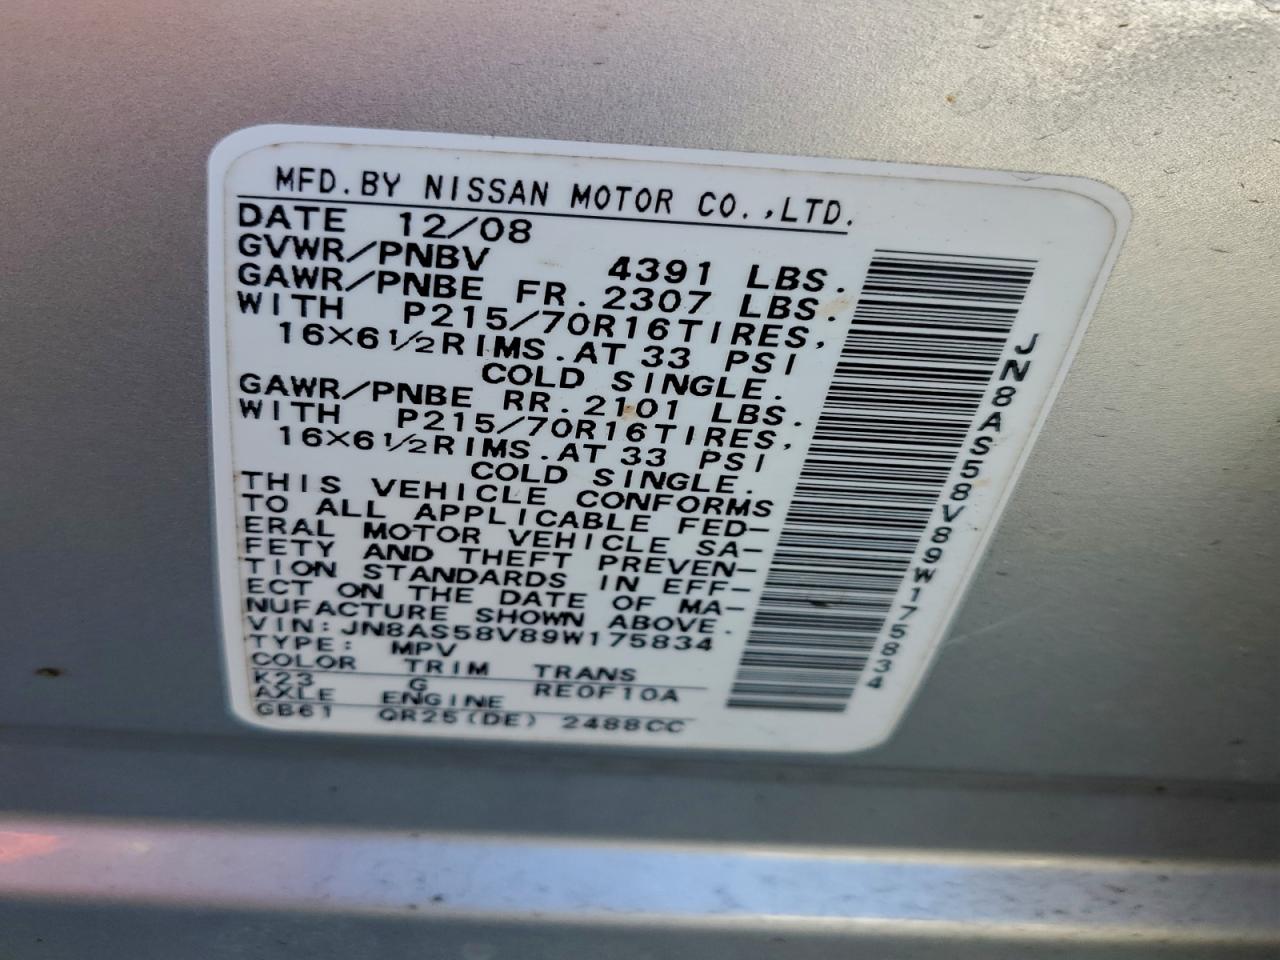 MFD.BY NISSAN MOTOR CO.,LTD.
DATE 12/08
GVWR/PNBV 4391 LBS.
GAWR/PNBE FR.2307 LBS.
WITH P215/70R16TIRES,
16X6½RIMS.AT 33 PSI
COLD SINGLE.
GAWR/PNBE RR.2101 LBS.
WITH P215/70R16TIRES,
16X6½RIMS.AT 33 PSI
COLD SINGLE.
THIS VEHICLE CONFORMS
TO ALL APPLICABLE FED-
ERAL MOTOR VEHICLE SA-
FETY AND THEFT PREVEN-
TION STANDARDS IN EFF-
ECT ON THE DATE OF MA-
NUFACTURE SHOWN ABOVE.
VIN:JN8AS58V89W175834
TYPE: MPV
COLOR TRIM TRANS
K23 G RE0F10A
AXLE ENGINE
GB61 QR25(DE) 2488CC
JN8AS58V89W175834